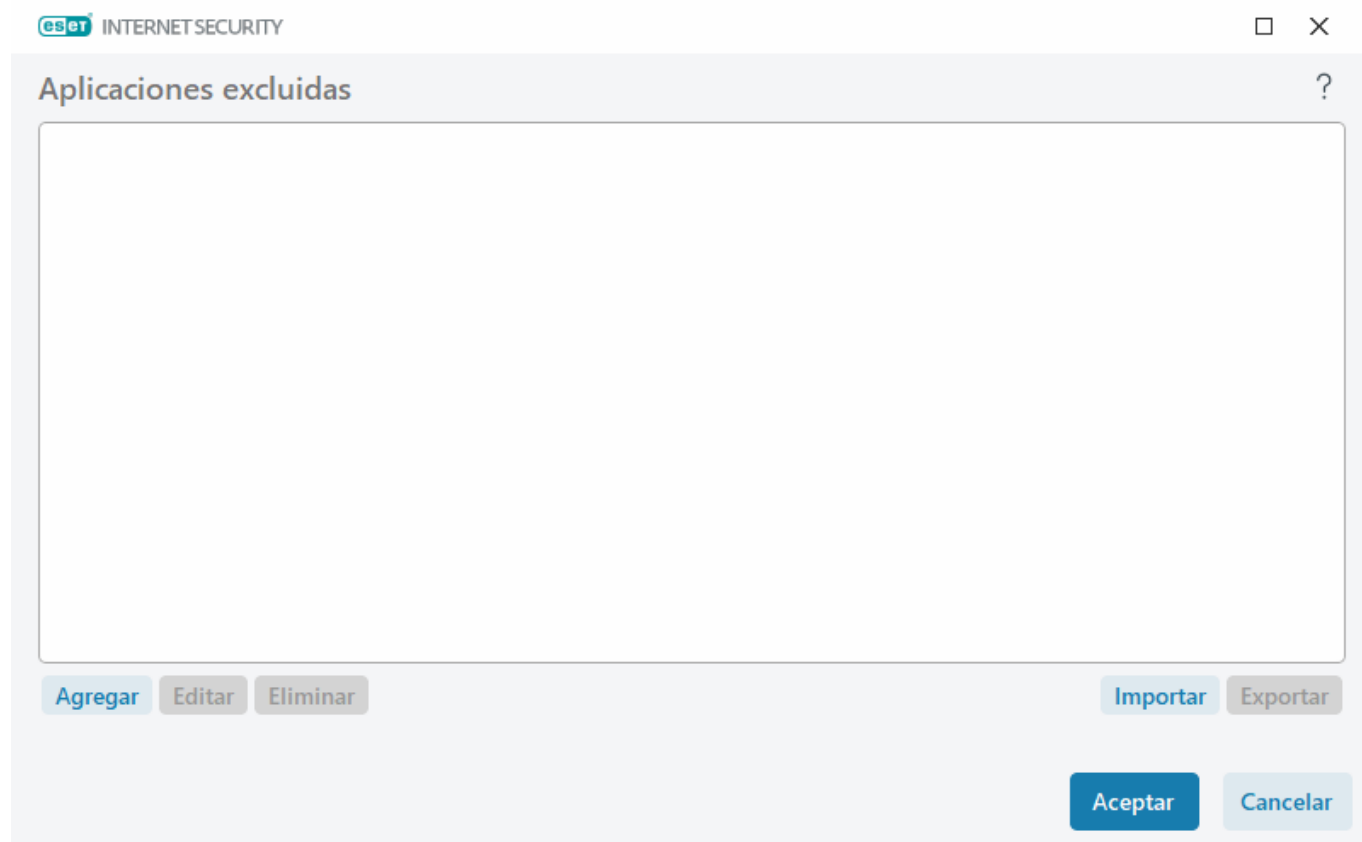 eset INTERNET SECURITY
Aplicaciones excluidas ?
Agregar Editar Eliminar Importar Exportar
Aceptar Cancelar